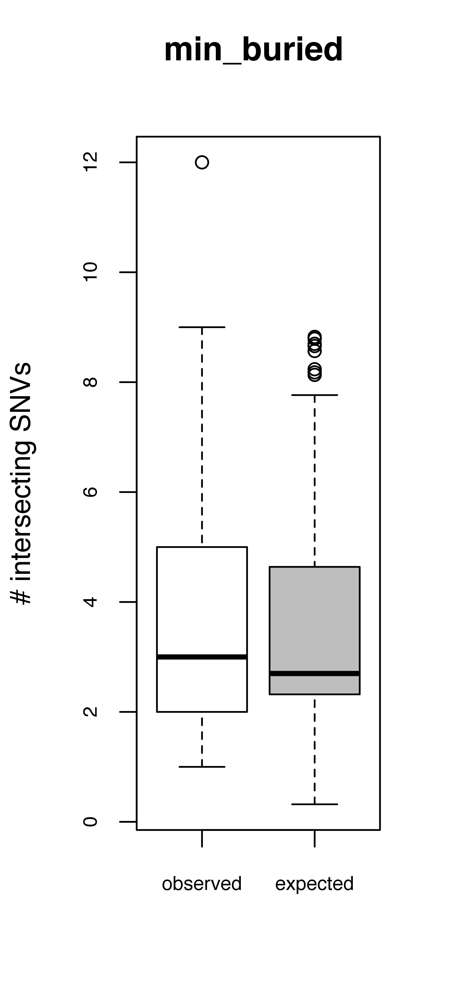 min_buried
# intersecting SNVs
12
10
8
6
4
2
0
observed expected